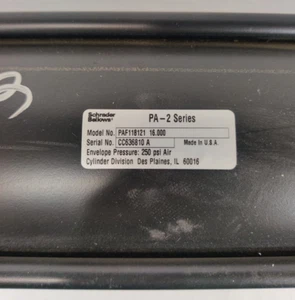 Schrader Bellows PA-2 Series
Model No. PAF118121 16.000
Serial No. CC636810 A Made in U.S.A.
Envelope Pressure: 250 psi Air
Cylinder Division Des Plaines, IL 60016